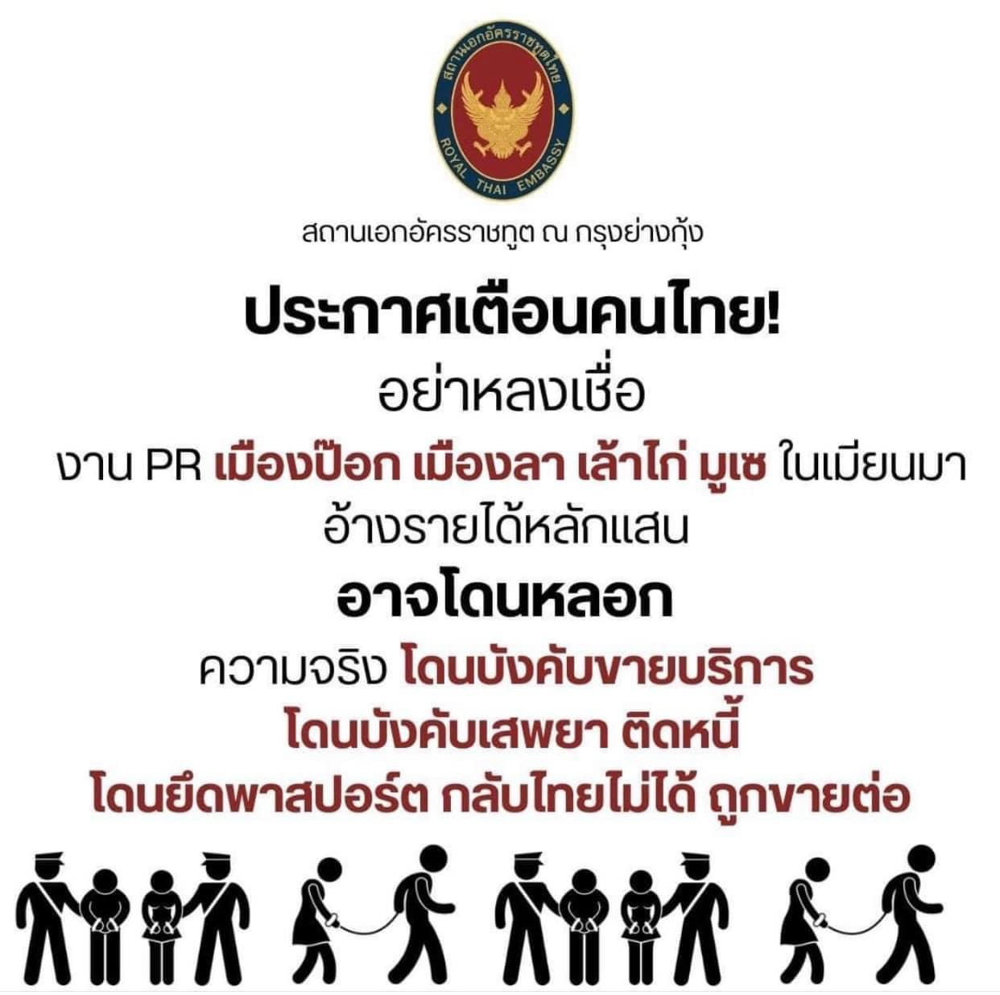 สถานเอกอัครราชทูตไทย
ROYAL THAI EMBASSY
สถานเอกอัครราชทูต ณ กรุงย่างกุ้ง
ประกาศเตือนคนไทย!
อย่าหลงเชื่อ
งาน PR เมืองป๊อก เมืองลา เล้าไก่ มูเซ ในเมียนมา
อ้างรายได้หลักแสน
อาจโดนหลอก
ความจริง โดนบังคับขายบริการ
โดนบังคับเสพยา ติดหนี้
โดนยึดพาสปอร์ต กลับไทยไม่ได้ ถูกขายต่อ